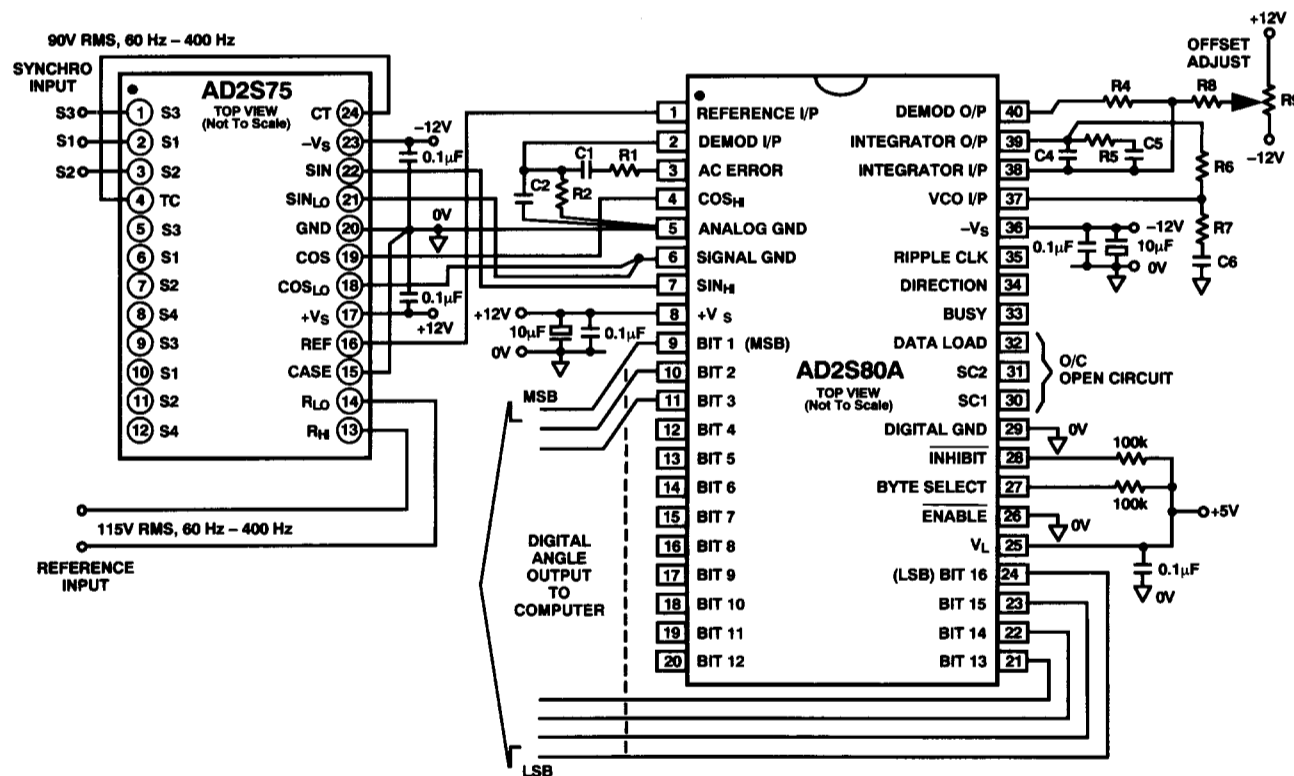 90V RMS, 60 Hz – 400 Hz
SYNCHRO
INPUT
S3
S1
S2
AD2S75
TOP VIEW
(Not To Scale)
1 S3
2 S1
3 S2
4 TC
5 S3
6 S1
7 S2
8 S4
9 S3
10 S1
11 S2
12 S4
CT 24
–VS 23
SIN 22
SINLO 21
GND 20
COS 19
COSLO 18
+VS 17
REF 16
CASE 15
RLO 14
RHI 13
–12V
0.1µF
0V
0.1µF
+12V
115V RMS, 60 Hz – 400 Hz
REFERENCE
INPUT
C1
R1
C2
R2
+12V
10µF
0.1µF
0V
MSB
DIGITAL
ANGLE
OUTPUT
TO
COMPUTER
LSB
AD2S80A
TOP VIEW
(Not To Scale)
1 REFERENCE I/P
2 DEMOD I/P
3 AC ERROR
4 COSHI
5 ANALOG GND
6 SIGNAL GND
7 SINHI
8 +VS
9 BIT 1 (MSB)
10 BIT 2
11 BIT 3
12 BIT 4
13 BIT 5
14 BIT 6
15 BIT 7
16 BIT 8
17 BIT 9
18 BIT 10
19 BIT 11
20 BIT 12
DEMOD O/P 40
INTEGRATOR O/P 39
INTEGRATOR I/P 38
VCO I/P 37
–VS 36
RIPPLE CLK 35
DIRECTION 34
BUSY 33
DATA LOAD 32
SC2 31
SC1 30
DIGITAL GND 29
INHIBIT 28
BYTE SELECT 27
ENABLE 26
VL 25
(LSB) BIT 16 24
BIT 15 23
BIT 14 22
BIT 13 21
+12V
OFFSET
ADJUST
R4
R8
R9
–12V
C4
R5
C5
R6
R7
C6
–12V
0.1µF
10µF
0V
O/C
OPEN CIRCUIT
0V
100k
100k
+5V
0V
0.1µF
0V